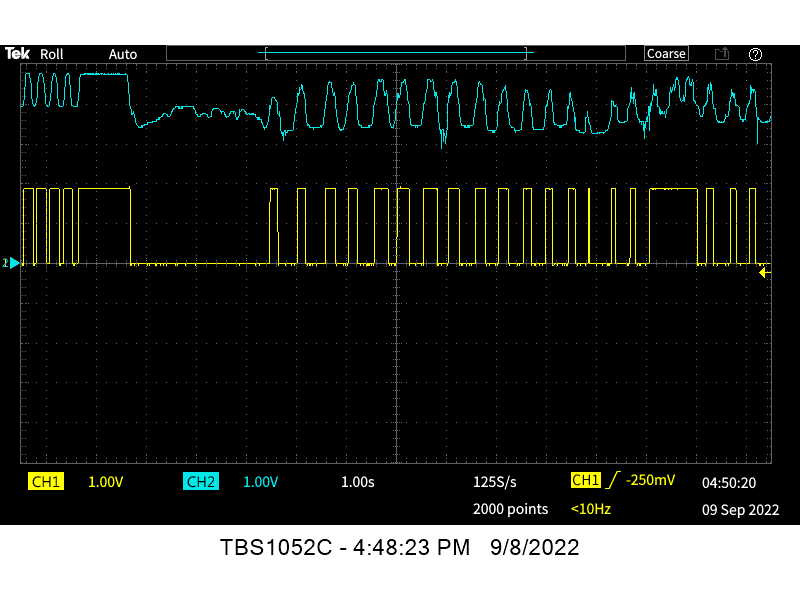 Tek Roll Auto Coarse ?
2
CH1 1.00V CH2 1.00V 1.00s 125S/s CH1 -250mV 04:50:20
2000 points <10Hz 09 Sep 2022
TBS1052C - 4:48:23 PM 9/8/2022